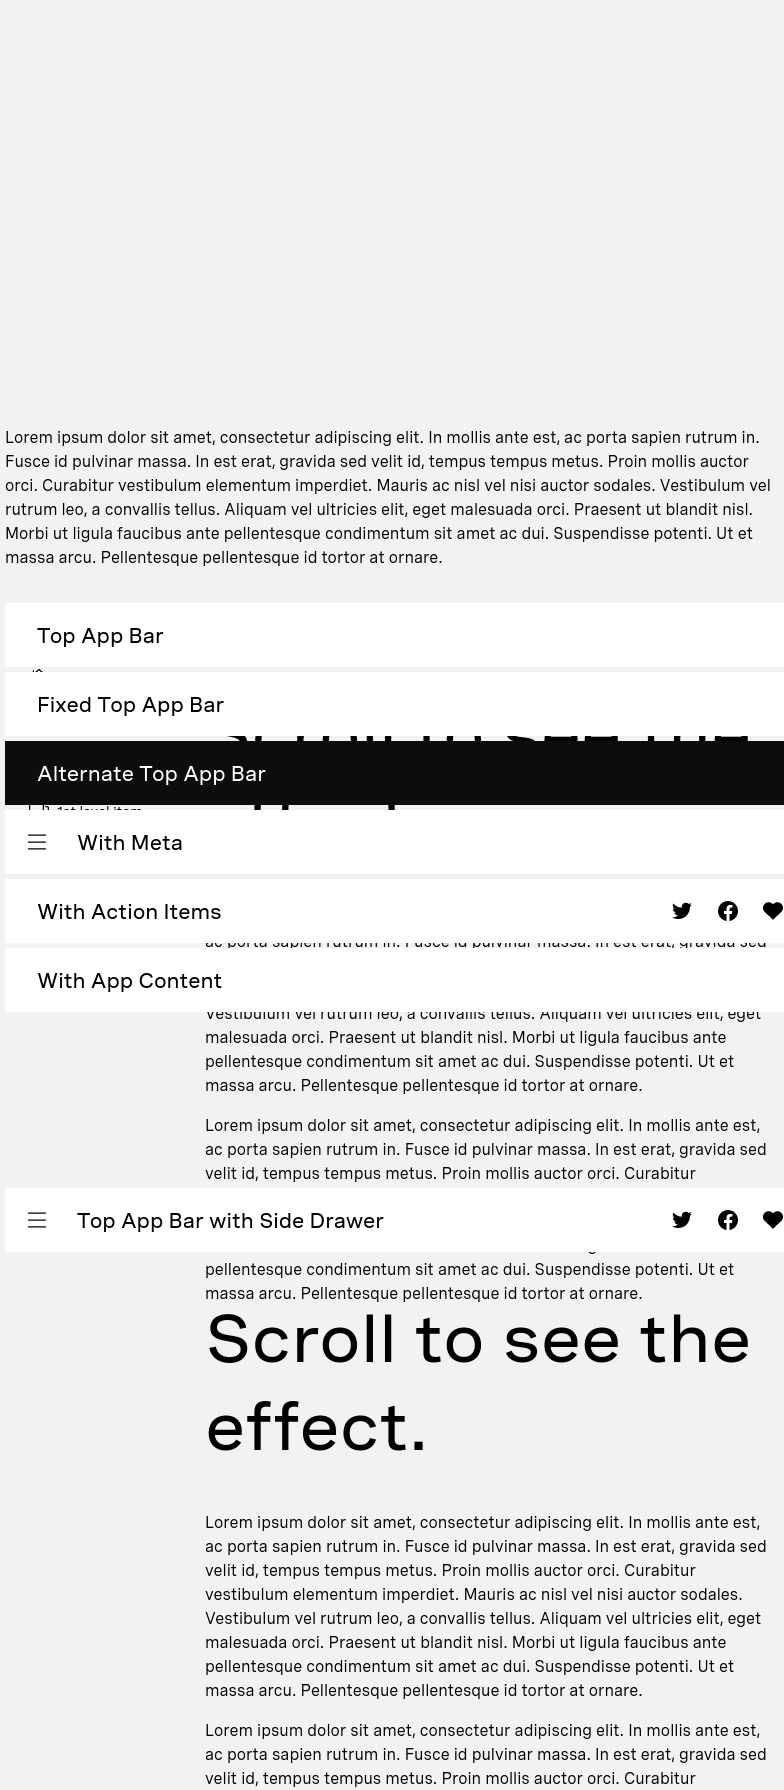 Lorem ipsum dolor sit amet, consectetur adipiscing elit. In mollis ante est, ac porta sapien rutrum in.
Fusce id pulvinar massa. In est erat, gravida sed velit id, tempus tempus metus. Proin mollis auctor
orci. Curabitur vestibulum elementum imperdiet. Mauris ac nisl vel nisi auctor sodales. Vestibulum vel
rutrum leo, a convallis tellus. Aliquam vel ultricies elit, eget malesuada orci. Praesent ut blandit nisl.
Morbi ut ligula faucibus ante pellentesque condimentum sit amet ac dui. Suspendisse potenti. Ut et
massa arcu. Pellentesque pellentesque id tortor at ornare.
Top App Bar
Fixed Top App Bar
Scroll to see the
Alternate Top App Bar
1st level item
With Meta
With Action Items
ac porta sapien rutrum in. Fusce id pulvinar massa. In est erat, gravida sed
With App Content
Vestibulum vel rutrum leo, a convallis tellus. Aliquam vel ultricies elit, eget
malesuada orci. Praesent ut blandit nisl. Morbi ut ligula faucibus ante
pellentesque condimentum sit amet ac dui. Suspendisse potenti. Ut et
massa arcu. Pellentesque pellentesque id tortor at ornare.
Lorem ipsum dolor sit amet, consectetur adipiscing elit. In mollis ante est,
ac porta sapien rutrum in. Fusce id pulvinar massa. In est erat, gravida sed
velit id, tempus tempus metus. Proin mollis auctor orci. Curabitur
Top App Bar with Side Drawer
pellentesque condimentum sit amet ac dui. Suspendisse potenti. Ut et
massa arcu. Pellentesque pellentesque id tortor at ornare.
Scroll to see the
effect.
Lorem ipsum dolor sit amet, consectetur adipiscing elit. In mollis ante est,
ac porta sapien rutrum in. Fusce id pulvinar massa. In est erat, gravida sed
velit id, tempus tempus metus. Proin mollis auctor orci. Curabitur
vestibulum elementum imperdiet. Mauris ac nisl vel nisi auctor sodales.
Vestibulum vel rutrum leo, a convallis tellus. Aliquam vel ultricies elit, eget
malesuada orci. Praesent ut blandit nisl. Morbi ut ligula faucibus ante
pellentesque condimentum sit amet ac dui. Suspendisse potenti. Ut et
massa arcu. Pellentesque pellentesque id tortor at ornare.
Lorem ipsum dolor sit amet, consectetur adipiscing elit. In mollis ante est,
ac porta sapien rutrum in. Fusce id pulvinar massa. In est erat, gravida sed
velit id, tempus tempus metus. Proin mollis auctor orci. Curabitur